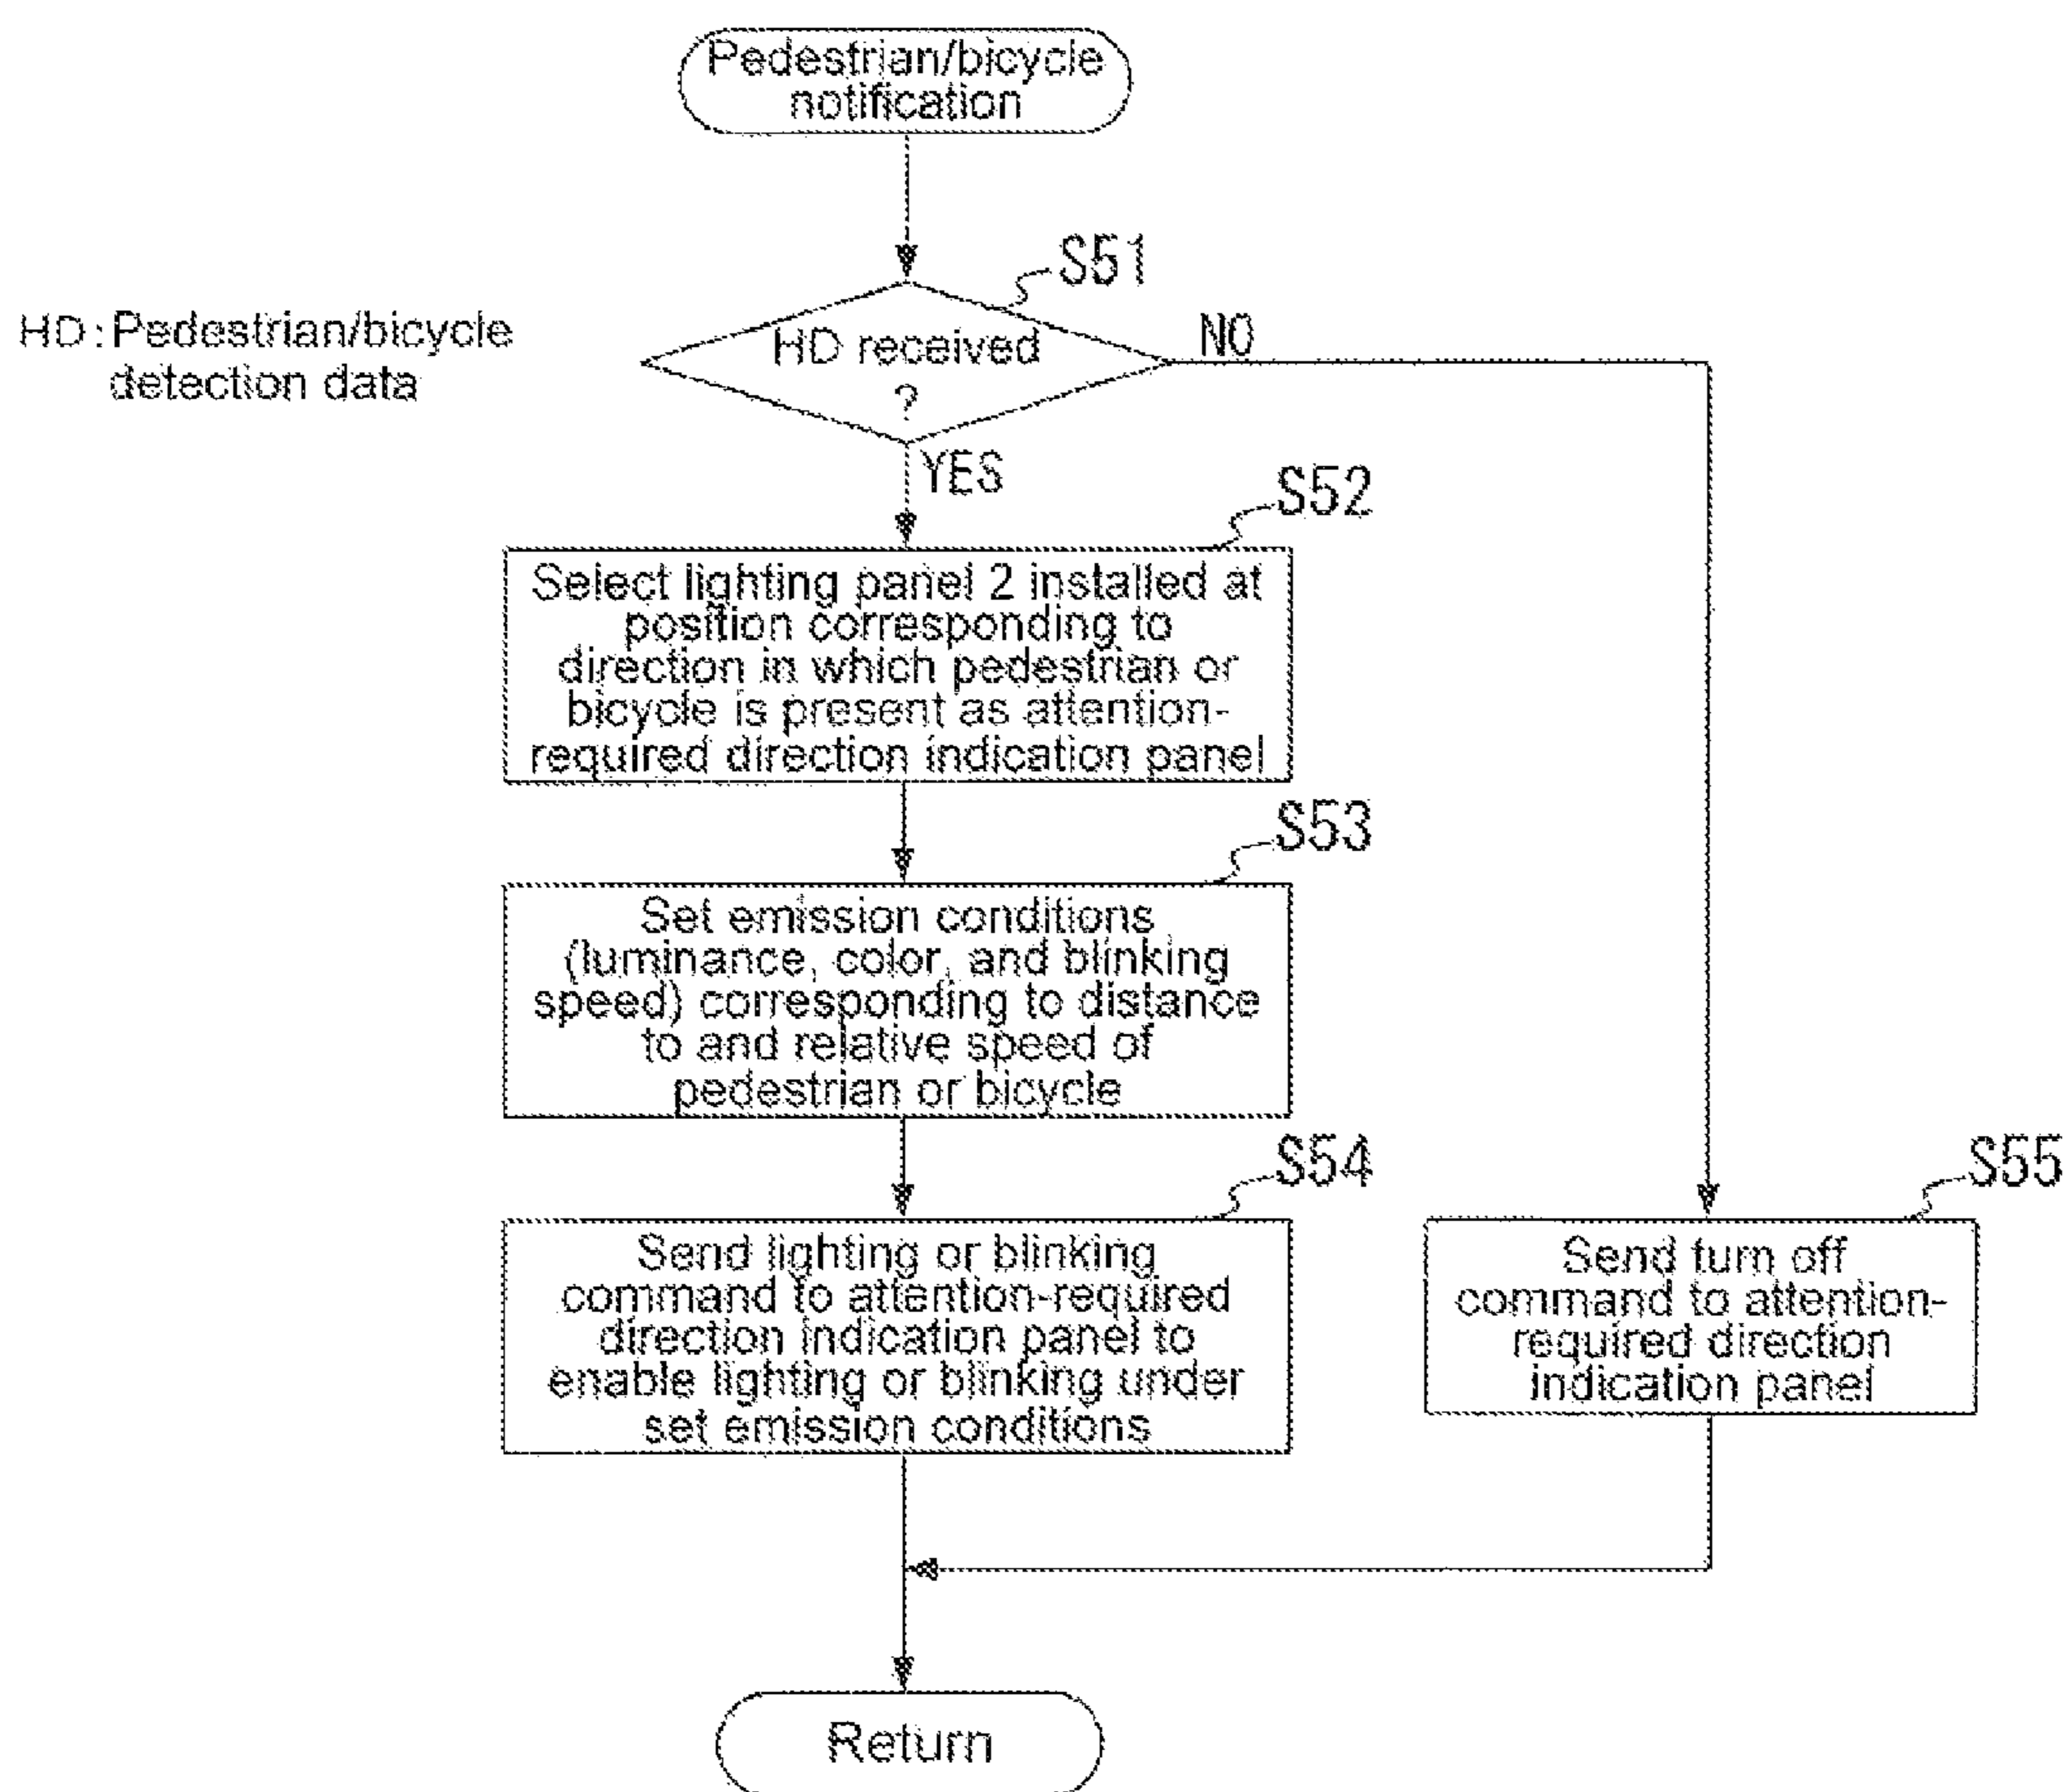 Pedestrian/bicycle
notification
S51
HD:Pedestrian/bicycle
detection data
HD received
?
NO
YES
S52
Select lighting panel 2 installed at
position corresponding to
direction in which pedestrian or
bicycle is present as attention-
required direction indication panel
S53
Set emission conditions
(luminance, color, and blinking
speed) corresponding to distance
to and relative speed of
pedestrian or bicycle
S54
Send lighting or blinking
command to attention-required
direction indication panel to
enable lighting or blinking under
set emission conditions
S55
Send turn off
command to attention-
required direction
indication panel
Return